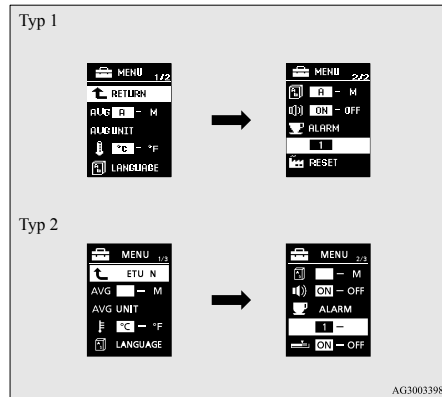 Typ 1
MENU 1/2
RETURN
AVG A - M
AVG UNIT
°C - °F
LANGUAGE
MENU 2/2
A - M
ON - OFF
ALARM
1
RESET
Typ 2
MENU 1/3
ETU N
AVG - M
AVG UNIT
°C - °F
LANGUAGE
MENU 2/3
- M
ON - OFF
ALARM
1 -
ON - OFF
AG3003398